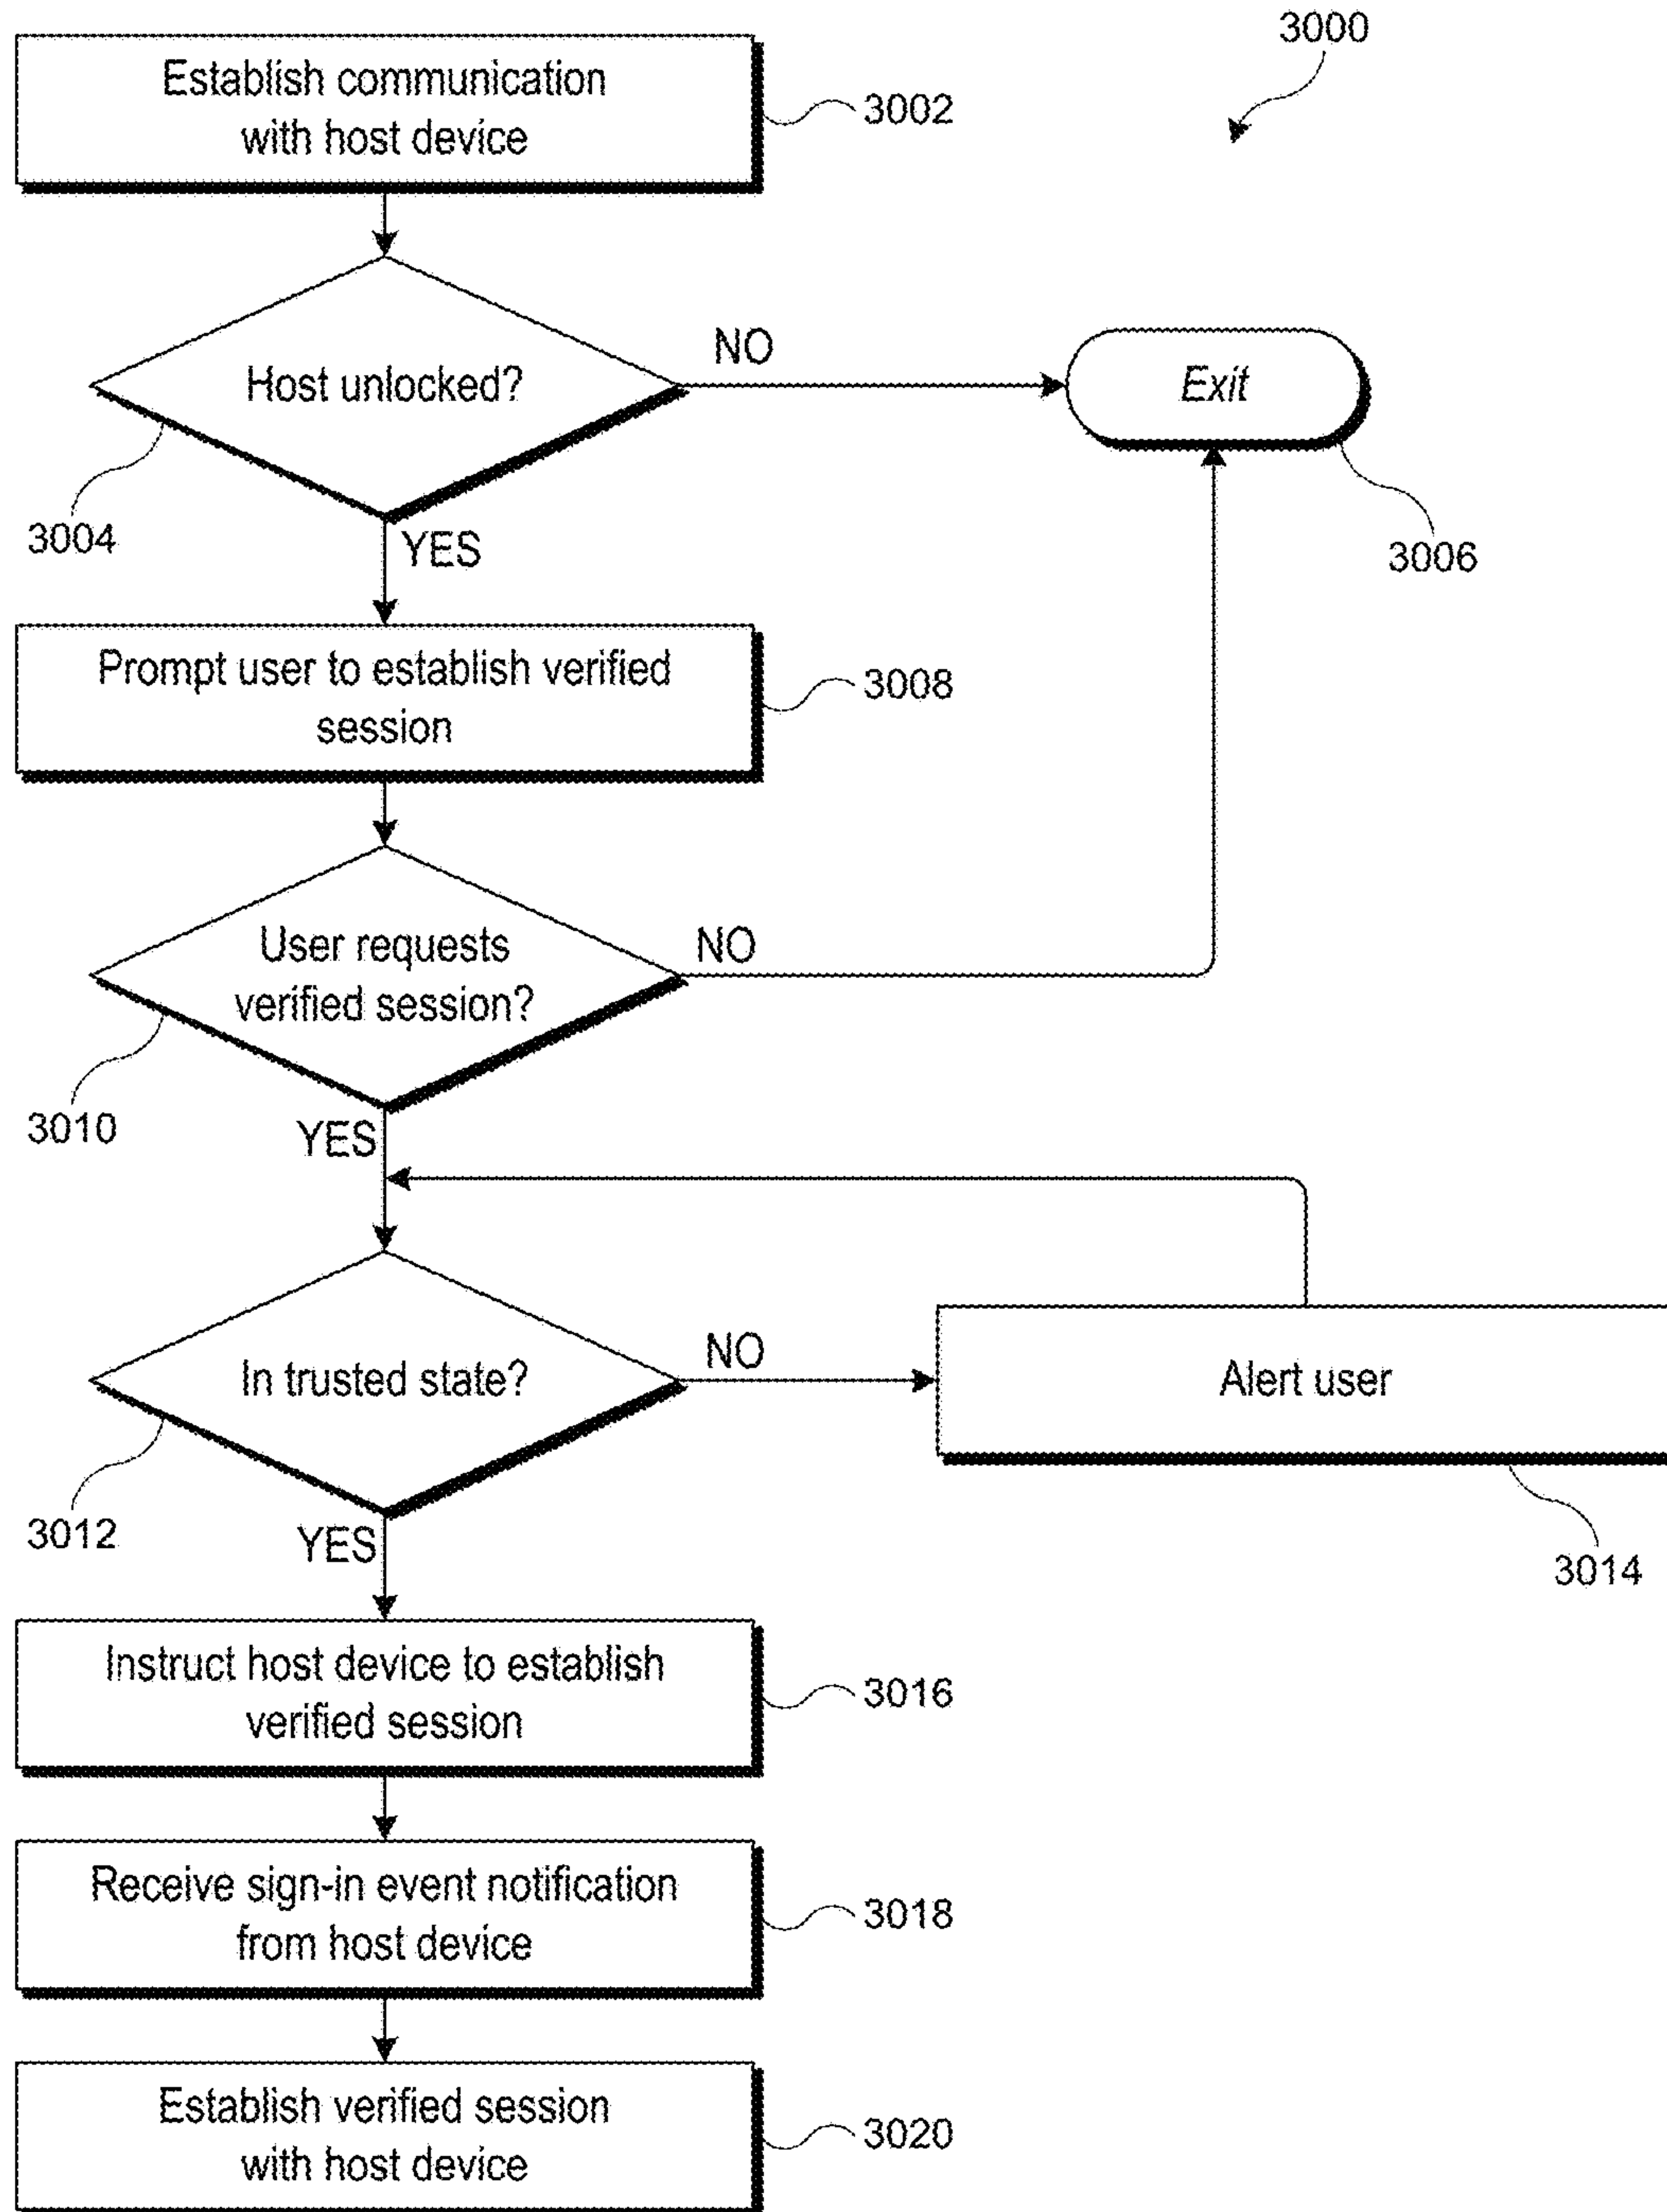 3000
Establish communication
with host device
3002
Host unlocked?
NO
Exit
3004
YES
3006
Prompt user to establish verified
session
3008
User requests
verified session?
NO
3010
YES
In trusted state?
NO
Alert user
3012
YES
3014
Instruct host device to establish
verified session
3016
Receive sign-in event notification
from host device
3018
Establish verified session
with host device
3020